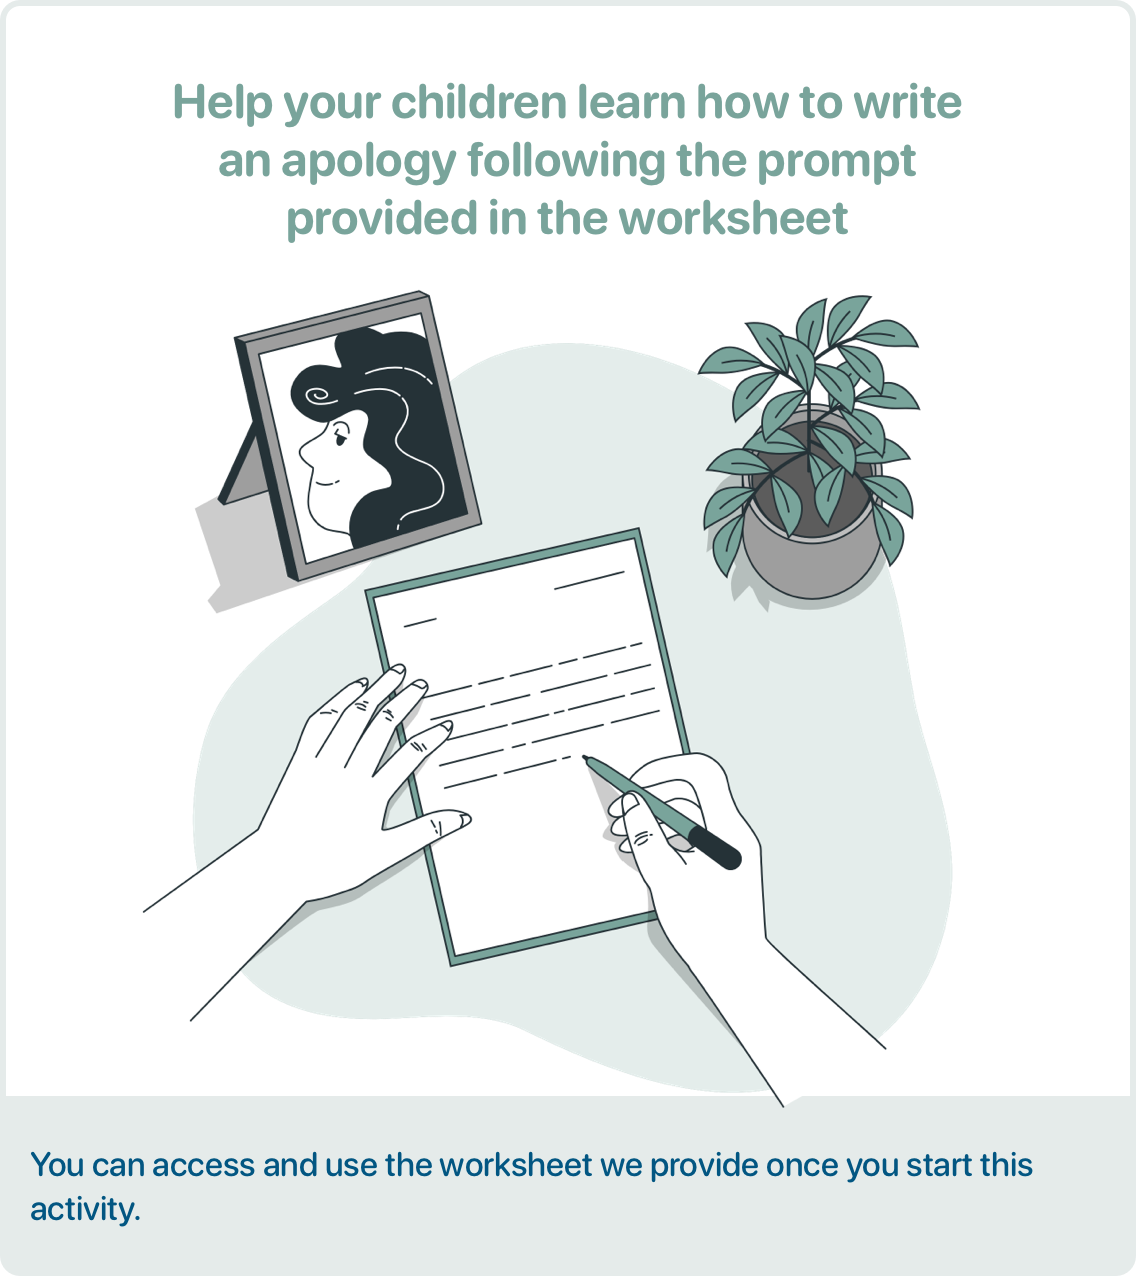 Help your children learn how to write
an apology following the prompt
provided in the worksheet
You can access and use the worksheet we provide once you start this
activity.